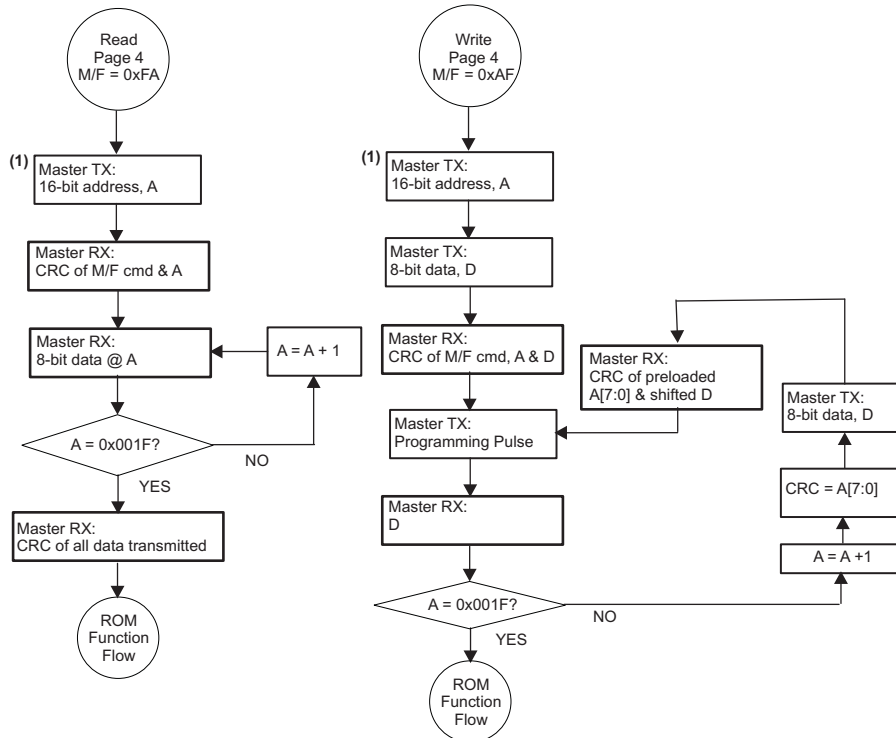 Read
Page 4
M/F = 0xFA
(1)
Master TX:
16-bit address, A
Master RX:
CRC of M/F cmd & A
Master RX:
8-bit data @ A
A = A + 1
A = 0x001F?
NO
YES
Master RX:
CRC of all data transmitted
ROM
Function
Flow
Write
Page 4
M/F = 0xAF
(1)
Master TX:
16-bit address, A
Master TX:
8-bit data, D
Master RX:
CRC of M/F cmd, A & D
Master RX:
CRC of preloaded
A[7:0] & shifted D
Master TX:
Programming Pulse
Master TX:
8-bit data, D
CRC = A[7:0]
A = A +1
Master RX:
D
A = 0x001F?
NO
YES
ROM
Function
Flow